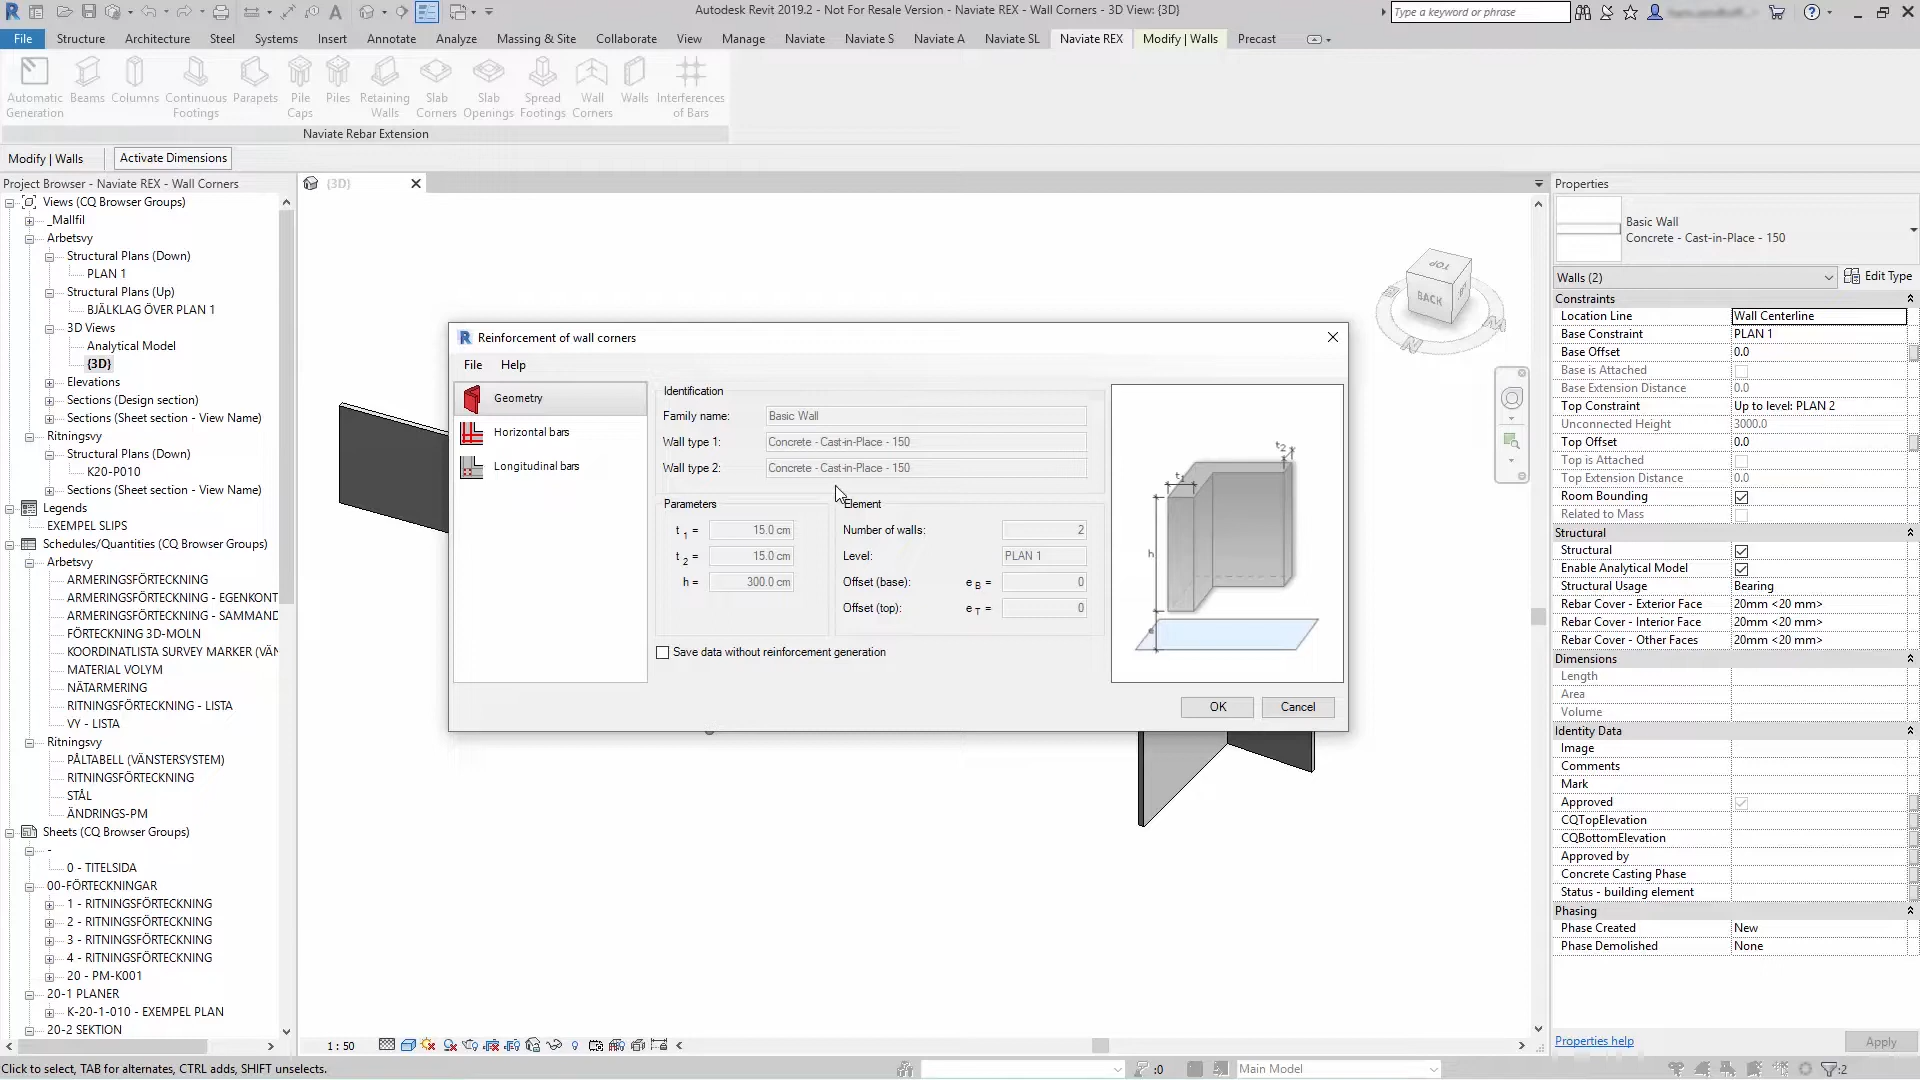 Autodesk Revit 2019.2 - Not For Resale Version - Naviate REX - Wall Corners - 3D View: {3D}
Type a keyword or phrase
File Structure Architecture Steel Systems Insert Annotate Analyze Massing & Site Collaborate View Manage Naviate Naviate S Naviate A Naviate SL Naviate REX Modify | Walls Precast
Automatic Generation
Beams
Columns
Continuous Footings
Parapets
Pile Caps
Piles
Retaining Walls
Slab Corners
Slab Openings
Spread Footings
Wall Corners
Walls
Interferences of Bars
Naviate Rebar Extension
Modify | Walls
Activate Dimensions
Project Browser - Naviate REX - Wall Corners
Views (CQ Browser Groups)
_Mallfil
Arbetsvy
Structural Plans (Down)
PLAN 1
Structural Plans (Up)
BJÄLKLAG ÖVER PLAN 1
3D Views
Analytical Model
{3D}
Elevations
Sections (Design section)
Sections (Sheet section - View Name)
Ritningsvy
Structural Plans (Down)
K20-P010
Sections (Sheet section - View Name)
Legends
EXEMPEL SLIPS
Schedules/Quantities (CQ Browser Groups)
Arbetsvy
ARMERINGSFÖRTECKNING
ARMERINGSFÖRTECKNING - EGENKONT
ARMERINGSFÖRTECKNING - SAMMAND
FÖRTECKNING 3D-MOLN
KOORDINATLISTA SURVEY MARKER (VÄN
MATERIAL VOLYM
NÄTARMERING
RITNINGSFÖRTECKNING - LISTA
VY - LISTA
Ritningsvy
PÅLTABELL (VÄNSTERSYSTEM)
RITNINGSFÖRTECKNING
STÅL
ÄNDRINGS-PM
Sheets (CQ Browser Groups)
-
0 - TITELSIDA
00-FÖRTECKNINGAR
1 - RITNINGSFÖRTECKNING
2 - RITNINGSFÖRTECKNING
3 - RITNINGSFÖRTECKNING
4 - RITNINGSFÖRTECKNING
20 - PM-K001
20-1 PLANER
K-20-1-010 - EXEMPEL PLAN
20-2 SEKTION
{3D}
TOP
BACK
N
Reinforcement of wall corners
File Help
Geometry
Horizontal bars
Longitudinal bars
Identification
Family name: Basic Wall
Wall type 1: Concrete - Cast-in-Place - 150
Wall type 2: Concrete - Cast-in-Place - 150
Parameters
t 1 = 15.0 cm
t 2 = 15.0 cm
h = 300.0 cm
Element
Number of walls: 2
Level: PLAN 1
Offset (base): e B = 0
Offset (top): e T = 0
Save data without reinforcement generation
t2
t1
h
e
OK Cancel
Properties
Basic Wall
Concrete - Cast-in-Place - 150
Walls (2) Edit Type
Constraints
Location Line Wall Centerline
Base Constraint PLAN 1
Base Offset 0.0
Base is Attached
Base Extension Distance 0.0
Top Constraint Up to level: PLAN 2
Unconnected Height 3000.0
Top Offset 0.0
Top is Attached
Top Extension Distance 0.0
Room Bounding
Related to Mass
Structural
Structural
Enable Analytical Model
Structural Usage Bearing
Rebar Cover - Exterior Face 20mm <20 mm>
Rebar Cover - Interior Face 20mm <20 mm>
Rebar Cover - Other Faces 20mm <20 mm>
Dimensions
Length
Area
Volume
Identity Data
Image
Comments
Mark
Approved
CQTopElevation
CQBottomElevation
Approved by
Concrete Casting Phase
Status - building element
Phasing
Phase Created New
Phase Demolished None
Properties help Apply
1 : 50
Click to select, TAB for alternates, CTRL adds, SHIFT unselects.
:0
Main Model
:2